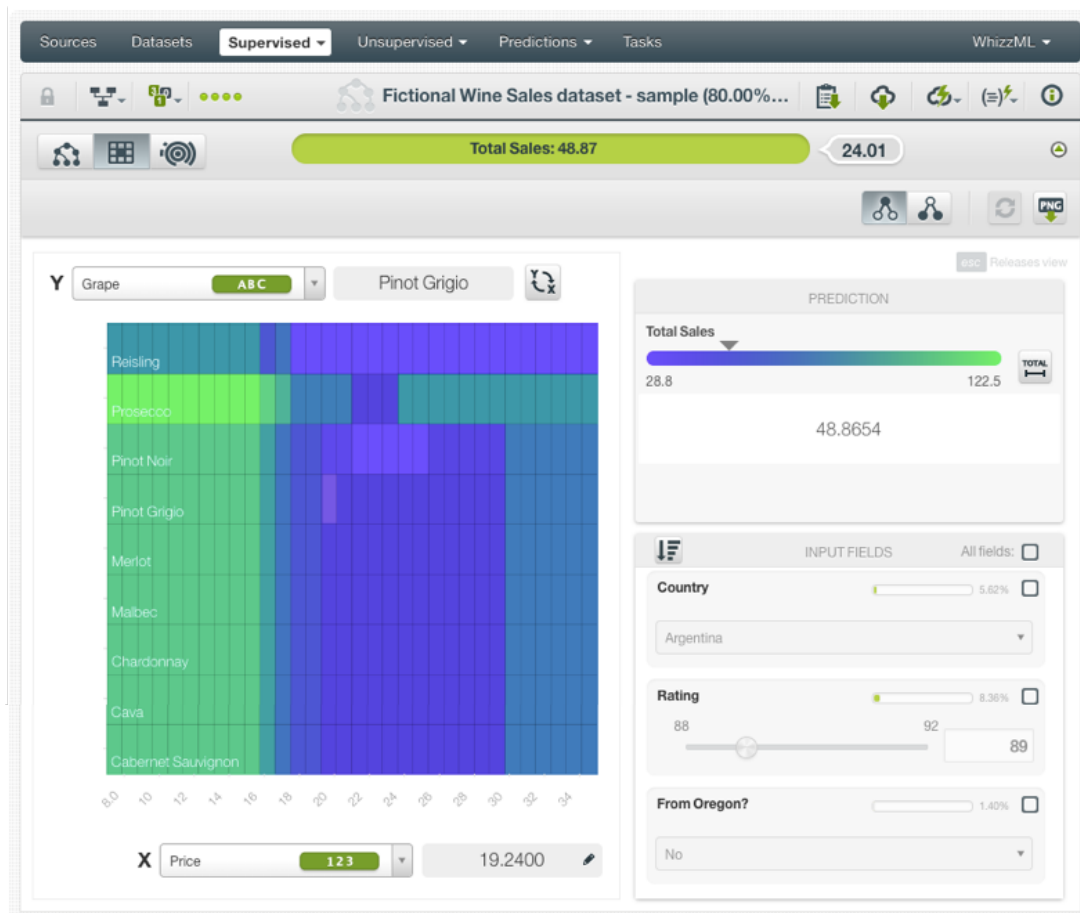 Sources Datasets Supervised Unsupervised Predictions Tasks WhizzML
Fictional Wine Sales dataset - sample (80.00%...
Total Sales: 48.87 24.01
PNG
esc Releases view
Y Grape ABC Pinot Grigio Y X
PREDICTION
Total Sales
TOTAL
28.8 122.5
48.8654
Reisling
Prosecco
Pinot Noir
Pinot Grigio
Merlot
Malbec
Chardonnay
Cava
Cabernet Sauvignon
8.0 10 12 14 16 18 20 22 24 26 28 30 32 34
X Price 123 19.2400
INPUT FIELDS All fields:
Country 5.62%
Argentina
Rating 8.36%
88 92
89
From Oregon? 1.40%
No